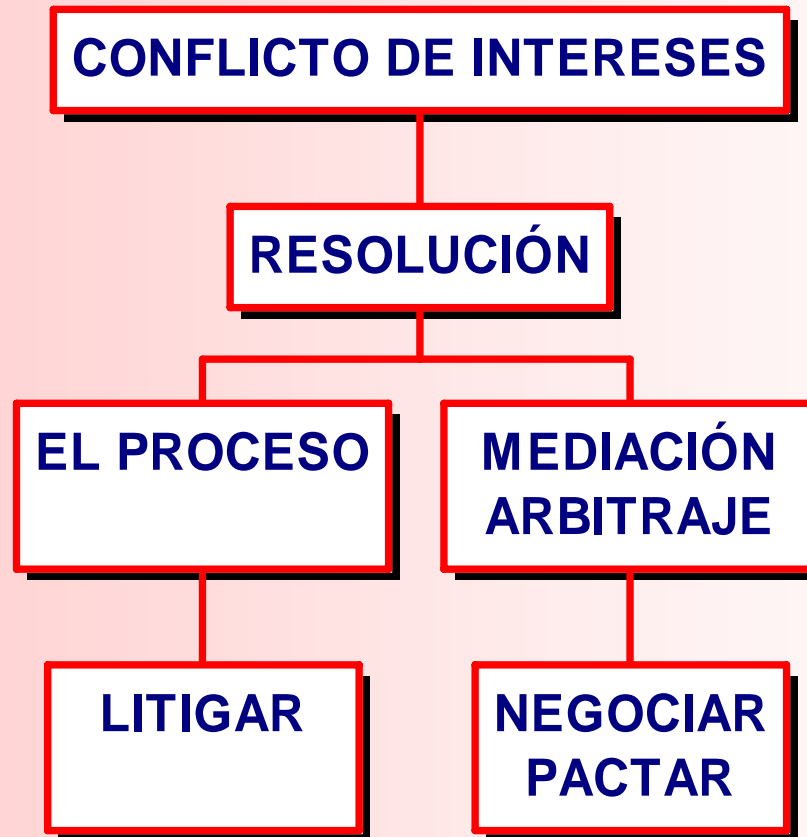 CONFLICTO DE INTERESES
RESOLUCIÓN
EL PROCESO
MEDIACIÓN
ARBITRAJE
LITIGAR
NEGOCIAR
PACTAR